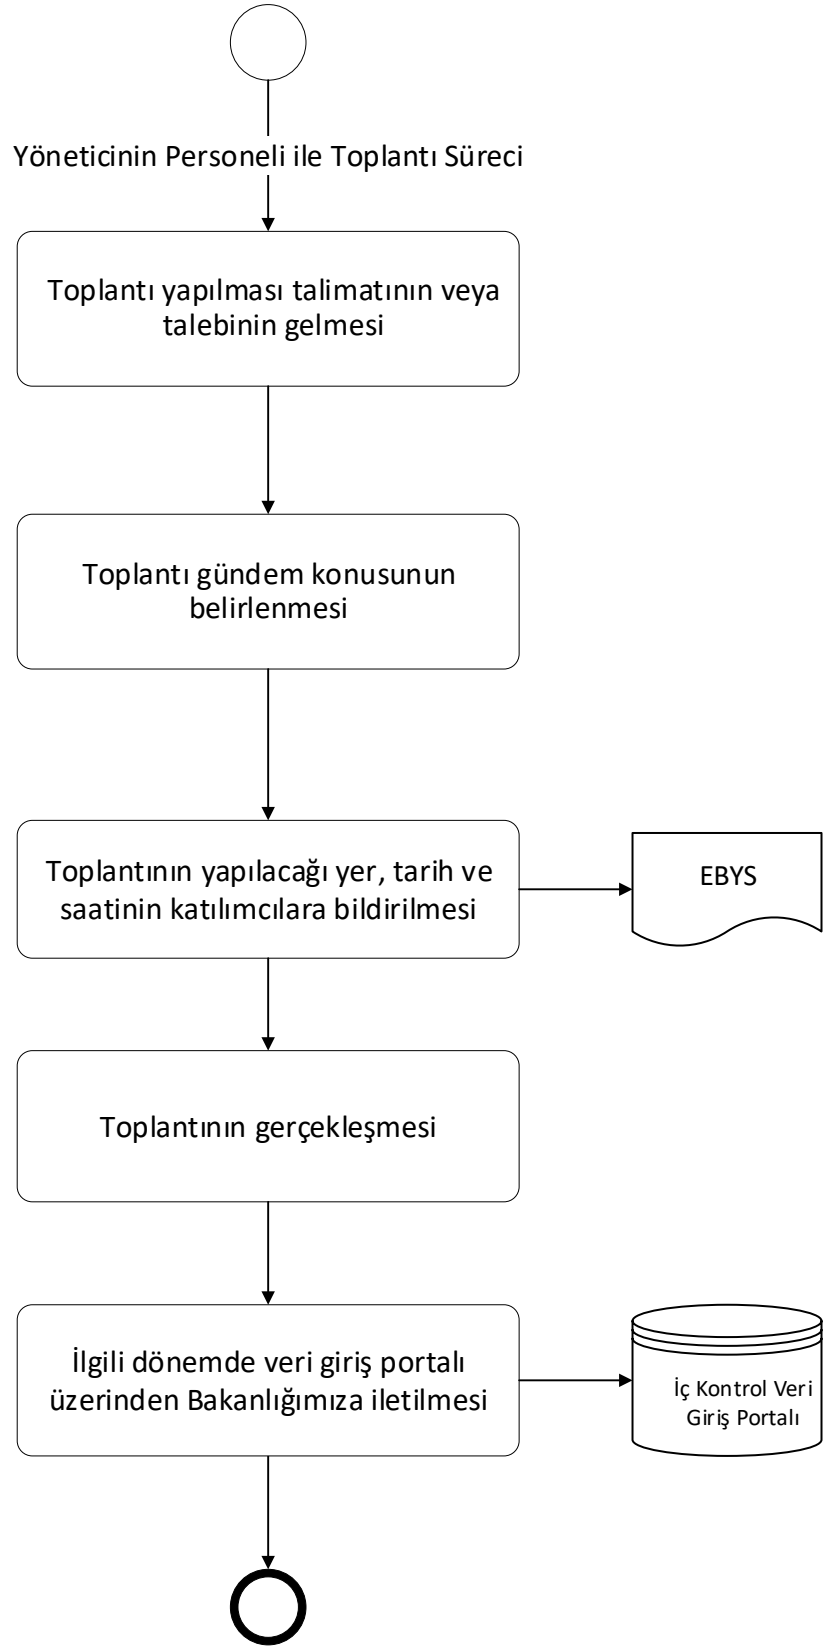 Yöneticinin Personeli ile Toplantı Süreci
Toplantı yapılması talimatının veya
talebinin gelmesi
Toplantı gündem konusunun
belirlenmesi
Toplantının yapılacağı yer, tarih ve
saatinin katılımcılara bildirilmesi
EBYS
Toplantının gerçekleşmesi
İlgili dönemde veri giriş portalı
üzerinden Bakanlığımıza iletilmesi
İç Kontrol Veri
Giriş Portalı